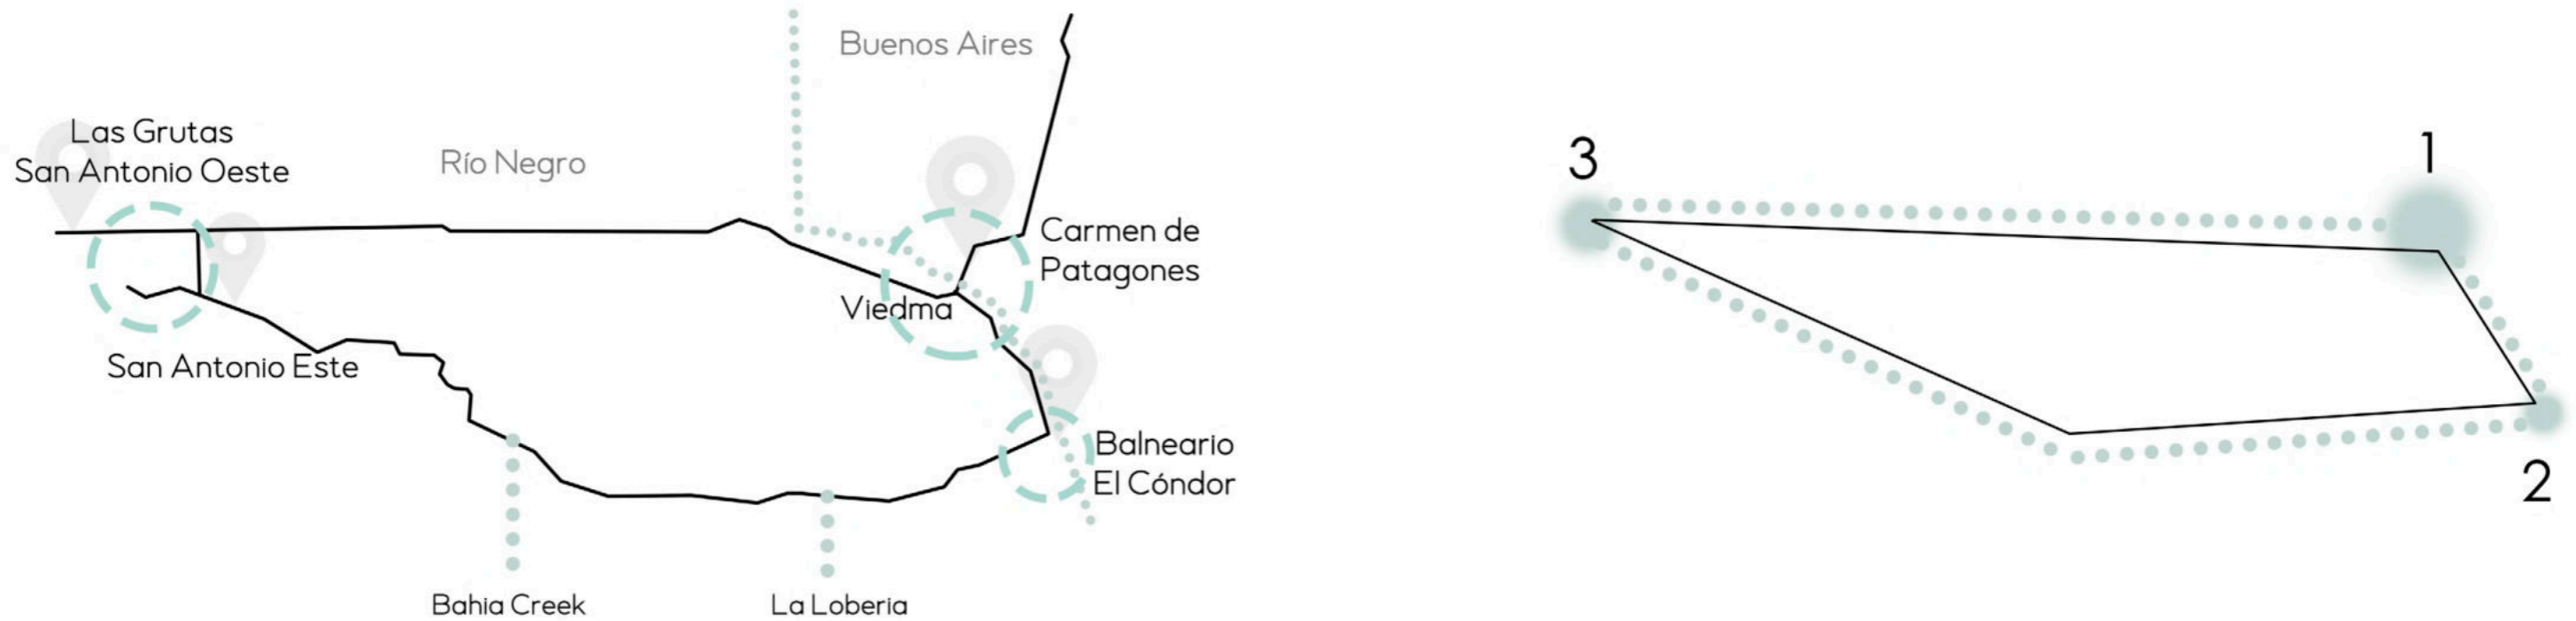 Buenos Aires
Las Grutas
San Antonio Oeste
Río Negro
Carmen de
Patagones
Viedma
San Antonio Este
Balneario
El Cóndor
Bahia Creek
La Loberia
3
1
2